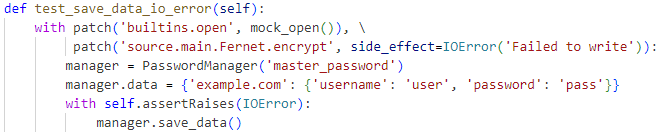 def test_save_data_io_error(self):
    with patch('builtins.open', mock_open()), \
         patch('source.main.Fernet.encrypt', side_effect=IOError('Failed to write')):
        manager = PasswordManager('master_password')
        manager.data = {'example.com': {'username': 'user', 'password': 'pass'}}
        with self.assertRaises(IOError):
            manager.save_data()